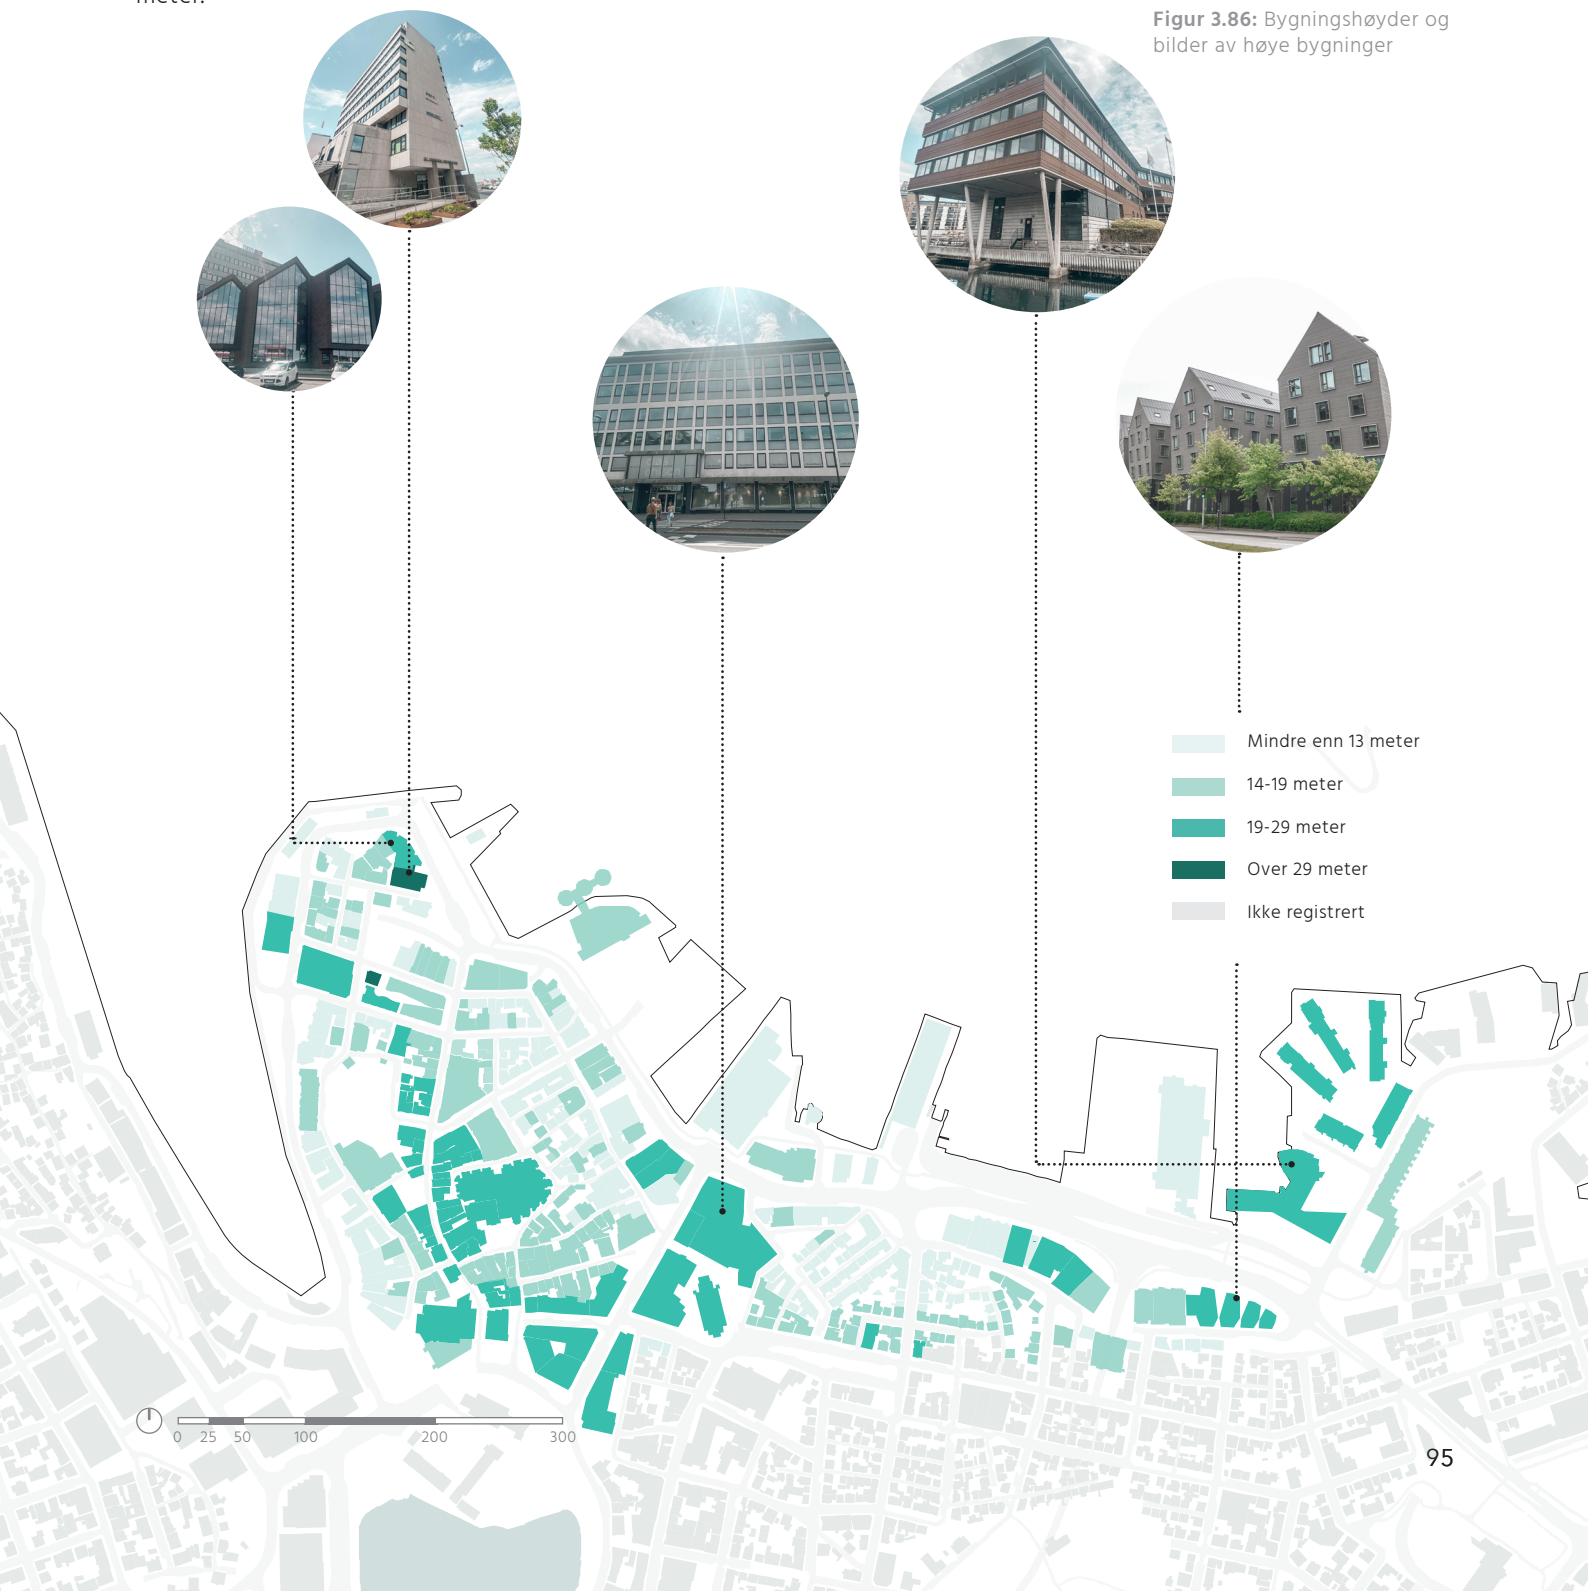 meter.
Figur 3.86: Bygningshøyder og
bilder av høye bygninger
Mindre enn 13 meter
14-19 meter
19-29 meter
Over 29 meter
Ikke registrert
0 25 50 100 200 300
95